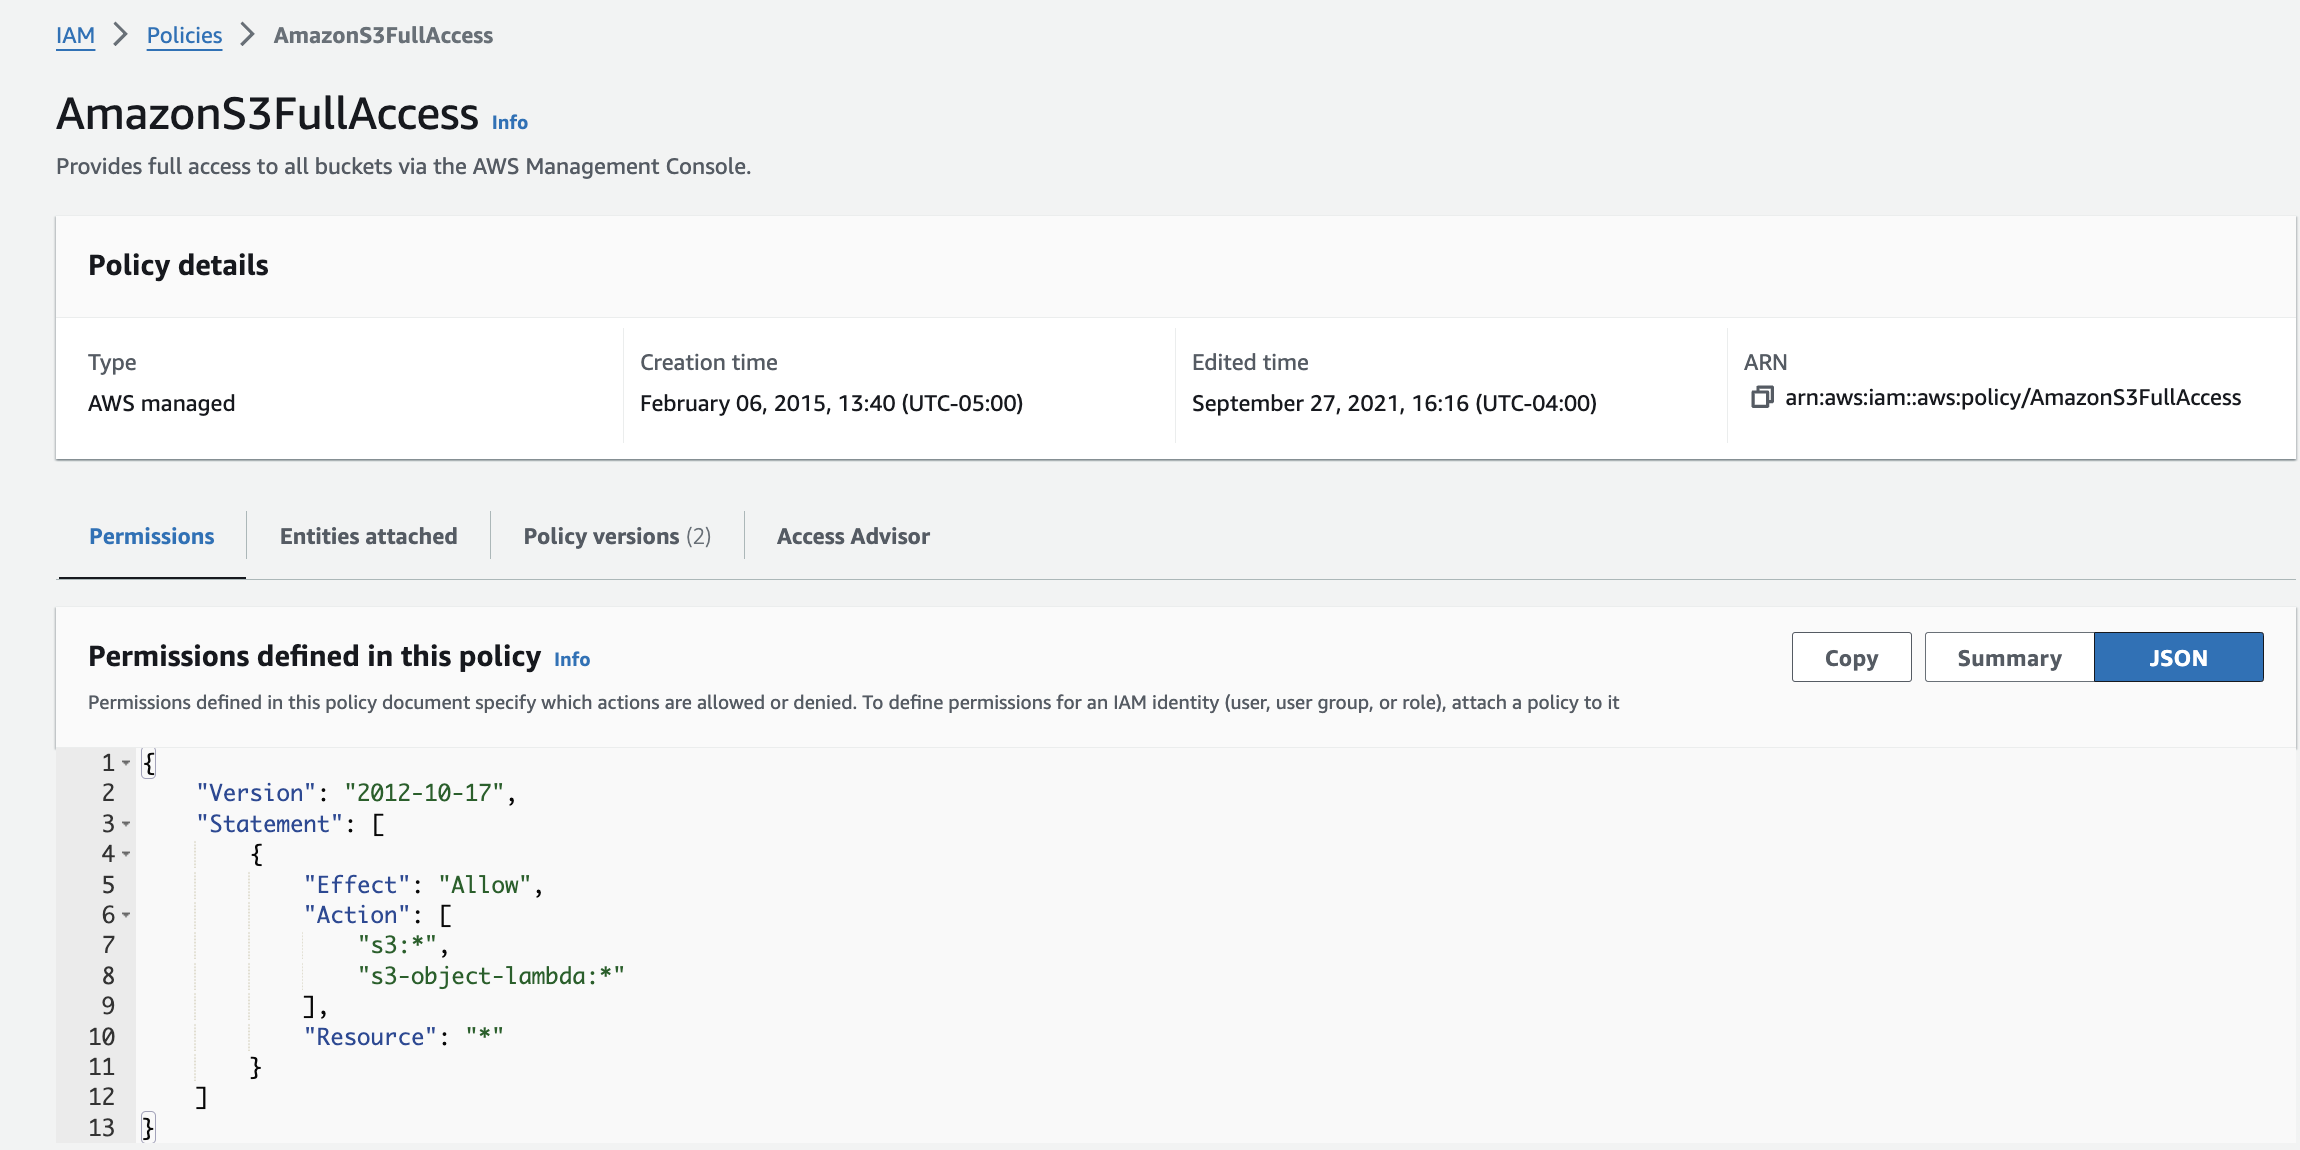 IAM > Policies > AmazonS3FullAccess
AmazonS3FullAccess Info
Provides full access to all buckets via the AWS Management Console.
Policy details
Type
AWS managed
Creation time
February 06, 2015, 13:40 (UTC-05:00)
Edited time
September 27, 2021, 16:16 (UTC-04:00)
ARN
arn:aws:iam::aws:policy/AmazonS3FullAccess
Permissions
Entities attached
Policy versions (2)
Access Advisor
Permissions defined in this policy Info
Permissions defined in this policy document specify which actions are allowed or denied. To define permissions for an IAM identity (user, user group, or role), attach a policy to it
Copy
Summary
JSON
1 {
2     "Version": "2012-10-17",
3     "Statement": [
4         {
5             "Effect": "Allow",
6             "Action": [
7                 "s3:*",
8                 "s3-object-lambda:*"
9             ],
10             "Resource": "*"
11         }
12     ]
13 }